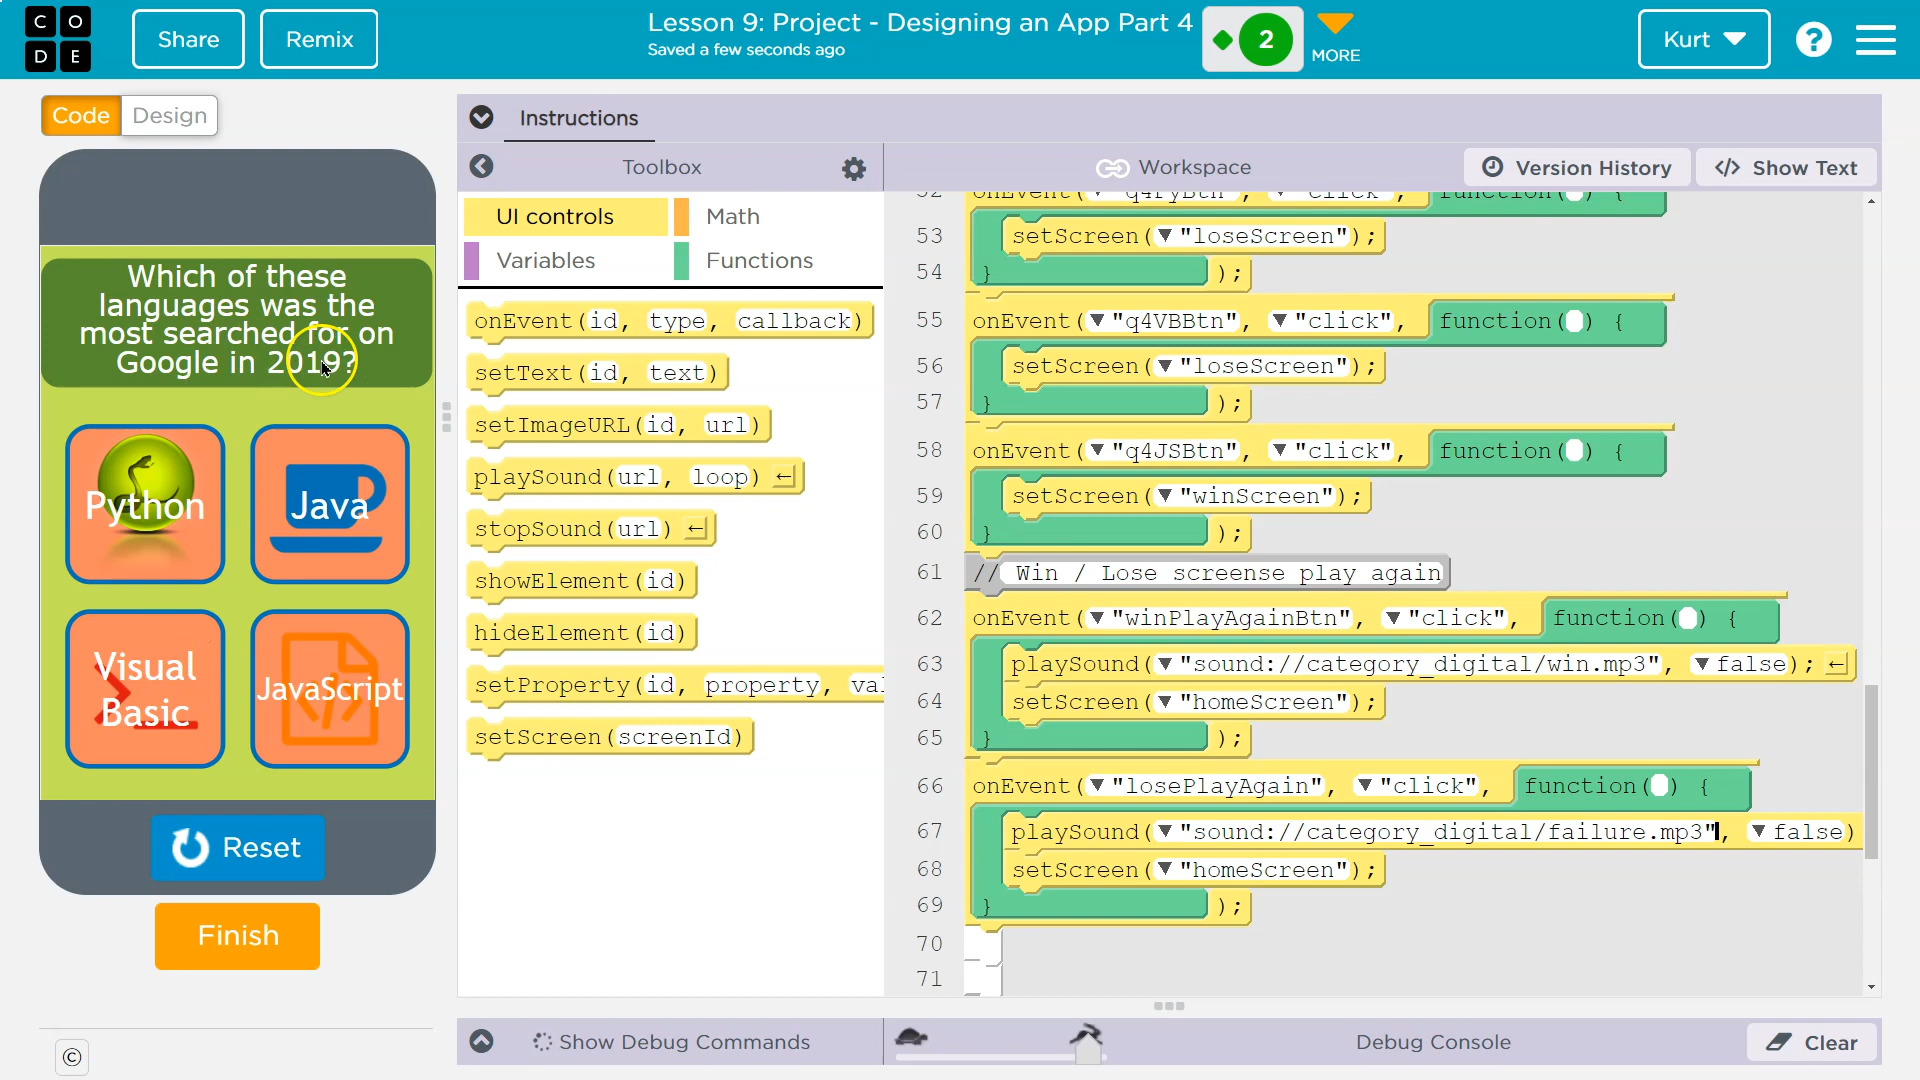 C O D E
Share
Remix
Lesson 9: Project - Designing an App Part 4
Saved a few seconds ago
2
MORE
Kurt
?
Code
Design
Instructions
Toolbox
Workspace
Version History
</> Show Text
UI controls
Math
Variables
Functions
onEvent(id, type, callback)
setText(id, text)
setImageURL(id, url)
playSound(url, loop)
stopSound(url)
showElement(id)
hideElement(id)
setProperty(id, property, val
setScreen(screenId)
Which of these
languages was the
most searched for on
Google in 2019?
Python
Java
Visual
Basic
JavaScript
Reset
Finish
©
52 onEvent("q4PyBtn", "click", function() {
53 setScreen("loseScreen");
54 });
55 onEvent("q4VBBtn", "click", function() {
56 setScreen("loseScreen");
57 });
58 onEvent("q4JSBtn", "click", function() {
59 setScreen("winScreen");
60 });
61 // Win / Lose screense play again
62 onEvent("winPlayAgainBtn", "click", function() {
63 playSound("sound://category_digital/win.mp3", false);
64 setScreen("homeScreen");
65 });
66 onEvent("losePlayAgain", "click", function() {
67 playSound("sound://category_digital/failure.mp3", false)
68 setScreen("homeScreen");
69 });
70
71
Show Debug Commands
Debug Console
Clear